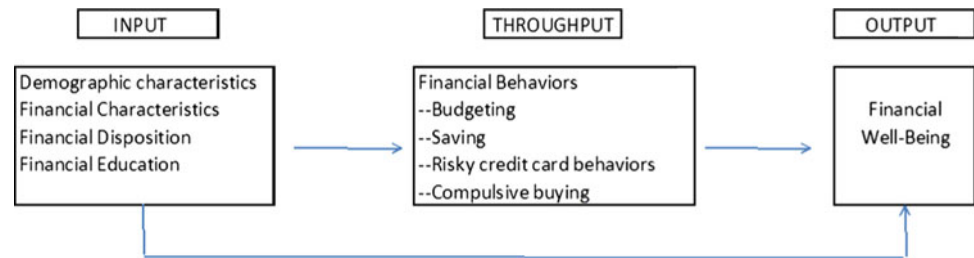 INPUT
THROUGHPUT
OUTPUT
Demographic characteristics
Financial Characteristics
Financial Disposition
Financial Education
Financial Behaviors
--Budgeting
--Saving
--Risky credit card behaviors
--Compulsive buying
Financial
Well-Being